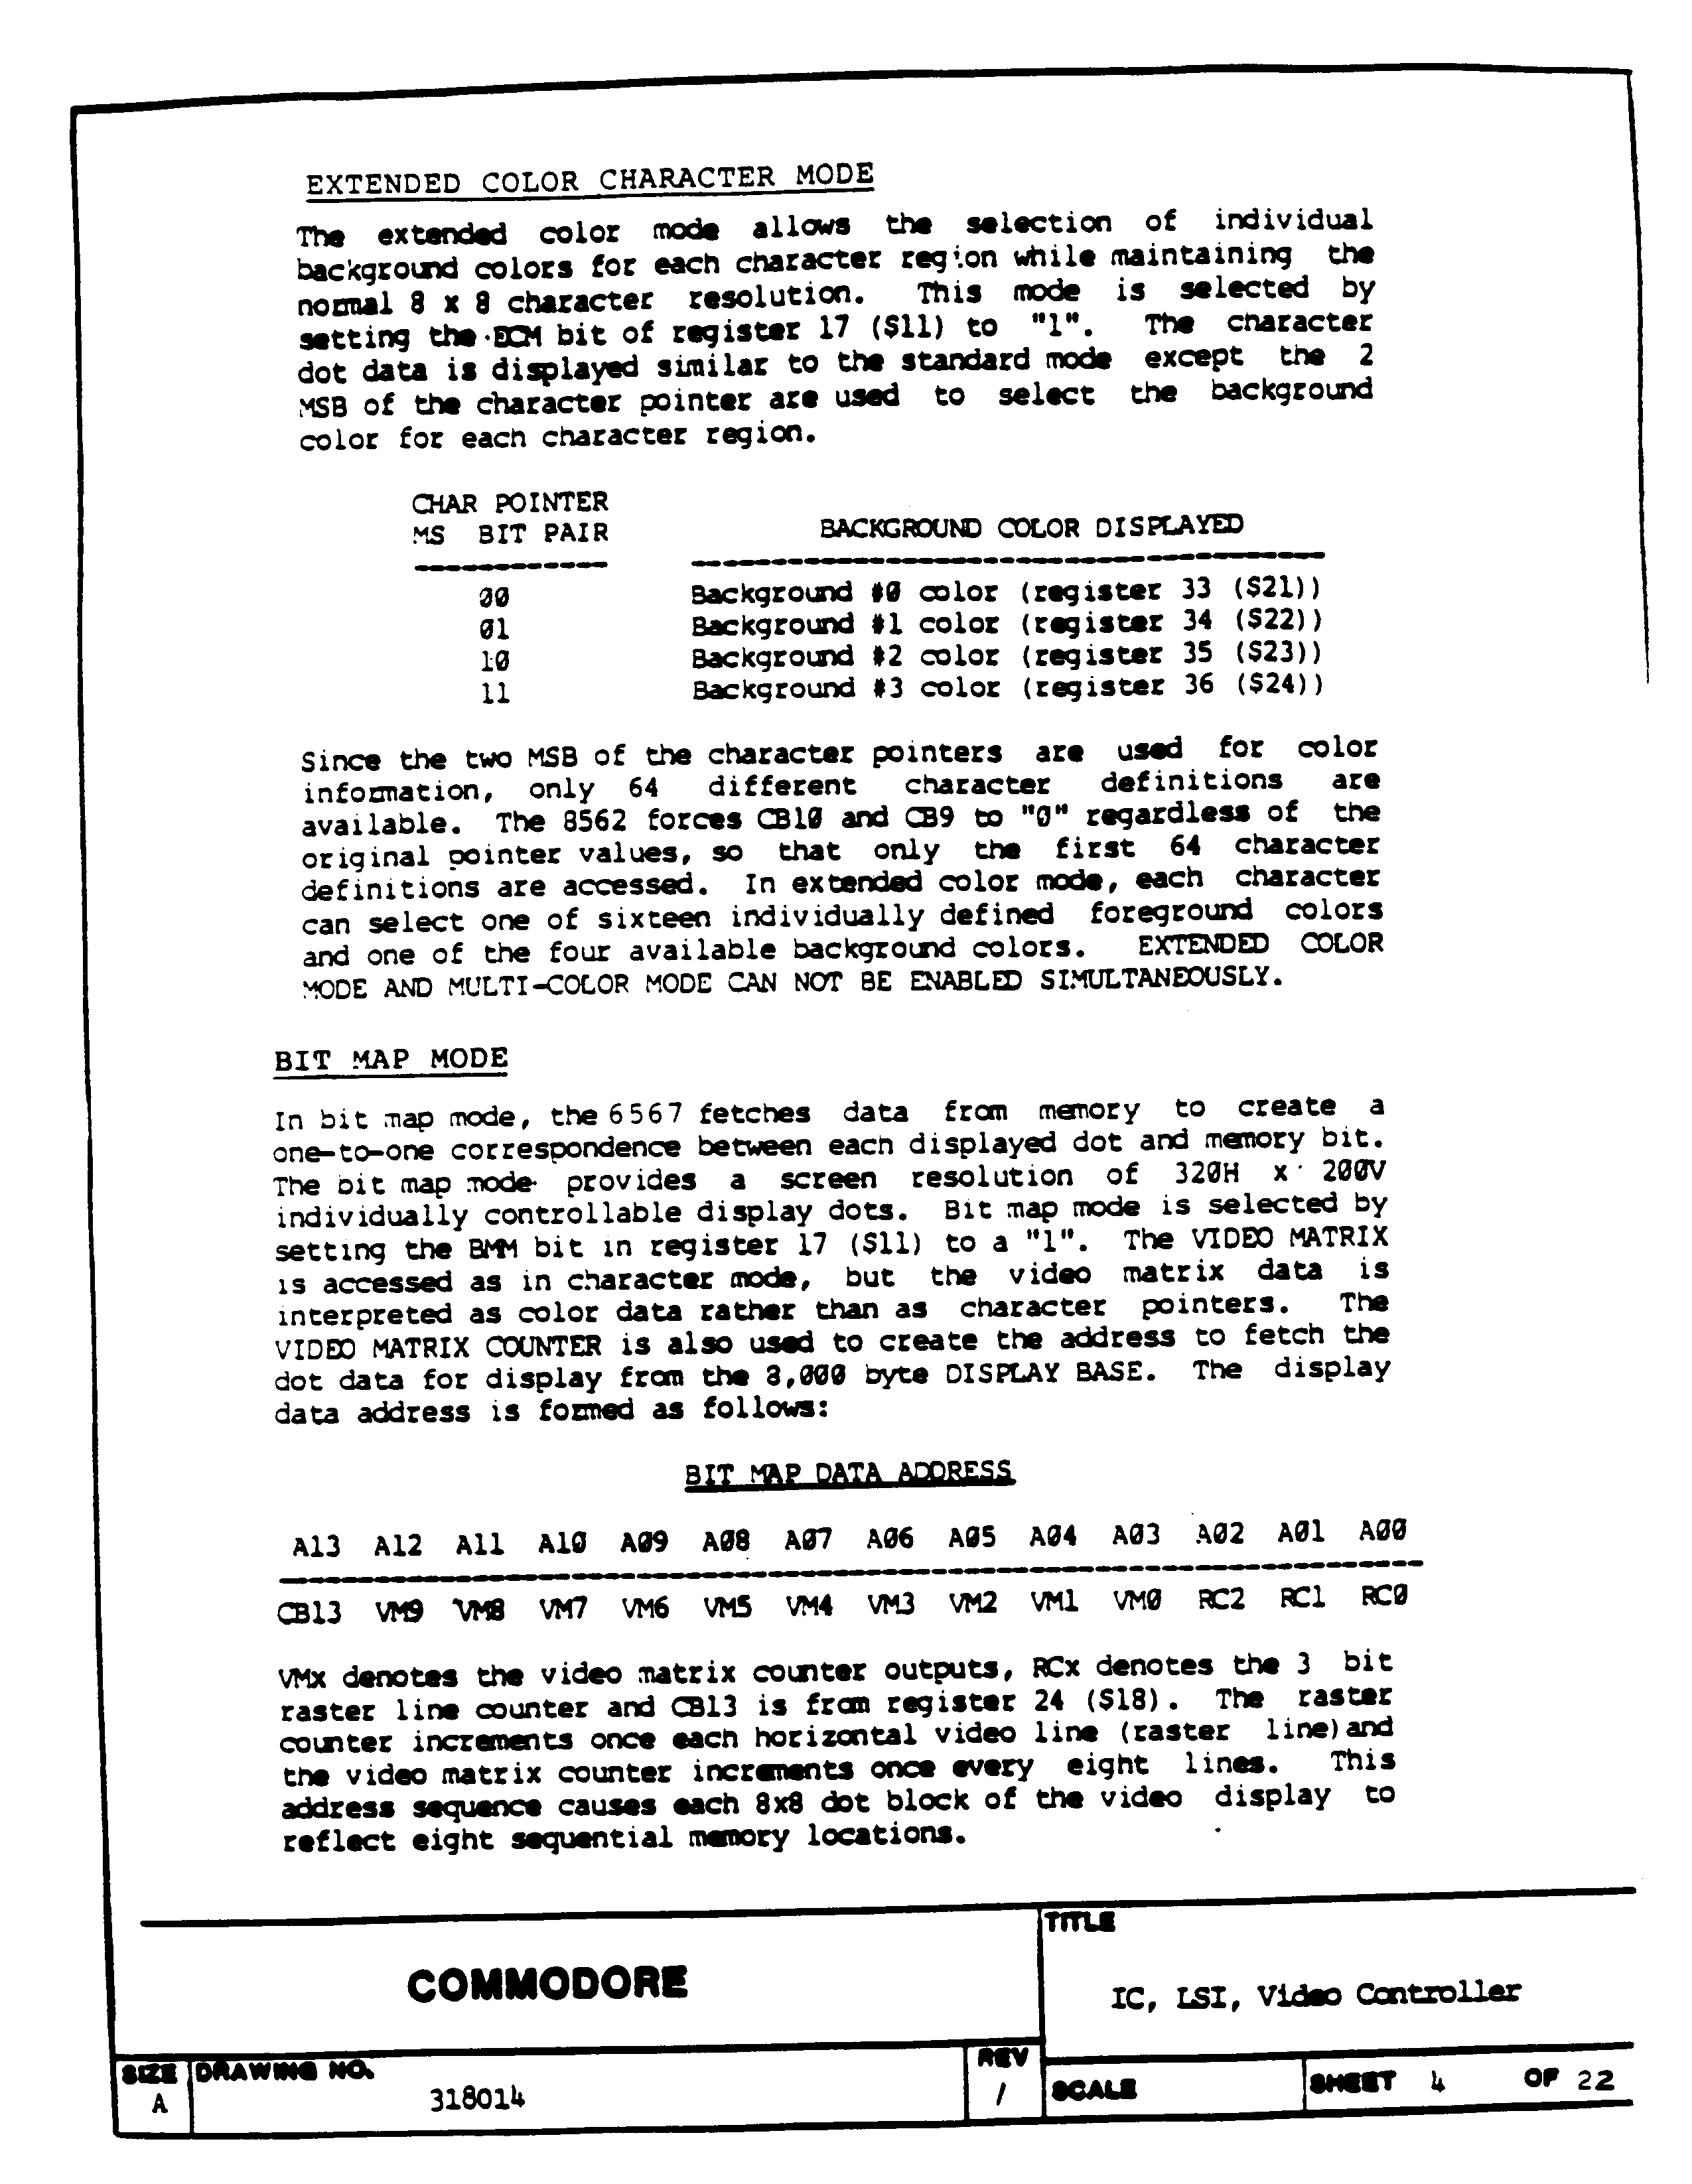 EXTENDED COLOR CHARACTER MODE
The extended color mode allows the selection of individual
background colors for each character region while maintaining the
normal 8 x 8 character resolution. This mode is selected by
setting the ECM bit of register 17 ($11) to "1". The character
dot data is displayed similar to the standard mode except the 2
MSB of the character pointer are used to select the background
color for each character region.
CHAR POINTER
MS BIT PAIR BACKGROUND COLOR DISPLAYED
00 Background #0 color (register 33 ($21))
01 Background #1 color (register 34 ($22))
10 Background #2 color (register 35 ($23))
11 Background #3 color (register 36 ($24))
Since the two MSB of the character pointers are used for color
information, only 64 different character definitions are
available. The 8562 forces CB10 and CB9 to "0" regardless of the
original pointer values, so that only the first 64 character
definitions are accessed. In extended color mode, each character
can select one of sixteen individually defined foreground colors
and one of the four available background colors. EXTENDED COLOR
MODE AND MULTI-COLOR MODE CAN NOT BE ENABLED SIMULTANEOUSLY.
BIT MAP MODE
In bit map mode, the 6567 fetches data from memory to create a
one-to-one correspondence between each displayed dot and memory bit.
The bit map mode provides a screen resolution of 320H x 200V
individually controllable display dots. Bit map mode is selected by
setting the BMM bit in register 17 ($11) to a "1". The VIDEO MATRIX
is accessed as in character mode, but the video matrix data is
interpreted as color data rather than as character pointers. The
VIDEO MATRIX COUNTER is also used to create the address to fetch the
dot data for display from the 8,000 byte DISPLAY BASE. The display
data address is formed as follows:
BIT MAP DATA ADDRESS
A13 A12 A11 A10 A09 A08 A07 A06 A05 A04 A03 A02 A01 A00
CB13 VM9 VM8 VM7 VM6 VM5 VM4 VM3 VM2 VM1 VM0 RC2 RC1 RC0
VMx denotes the video matrix counter outputs, RCx denotes the 3 bit
raster line counter and CB13 is from register 24 ($18). The raster
counter increments once each horizontal video line (raster line)and
the video matrix counter increments once every eight lines. This
address sequence causes each 8x8 dot block of the video display to
reflect eight sequential memory locations.
COMMODORE
TITLE
IC, LSI, Video Controller
SIZE
A
DRAWING NO.
318014
REV
/
SCALE
SHEET 4 OF 22